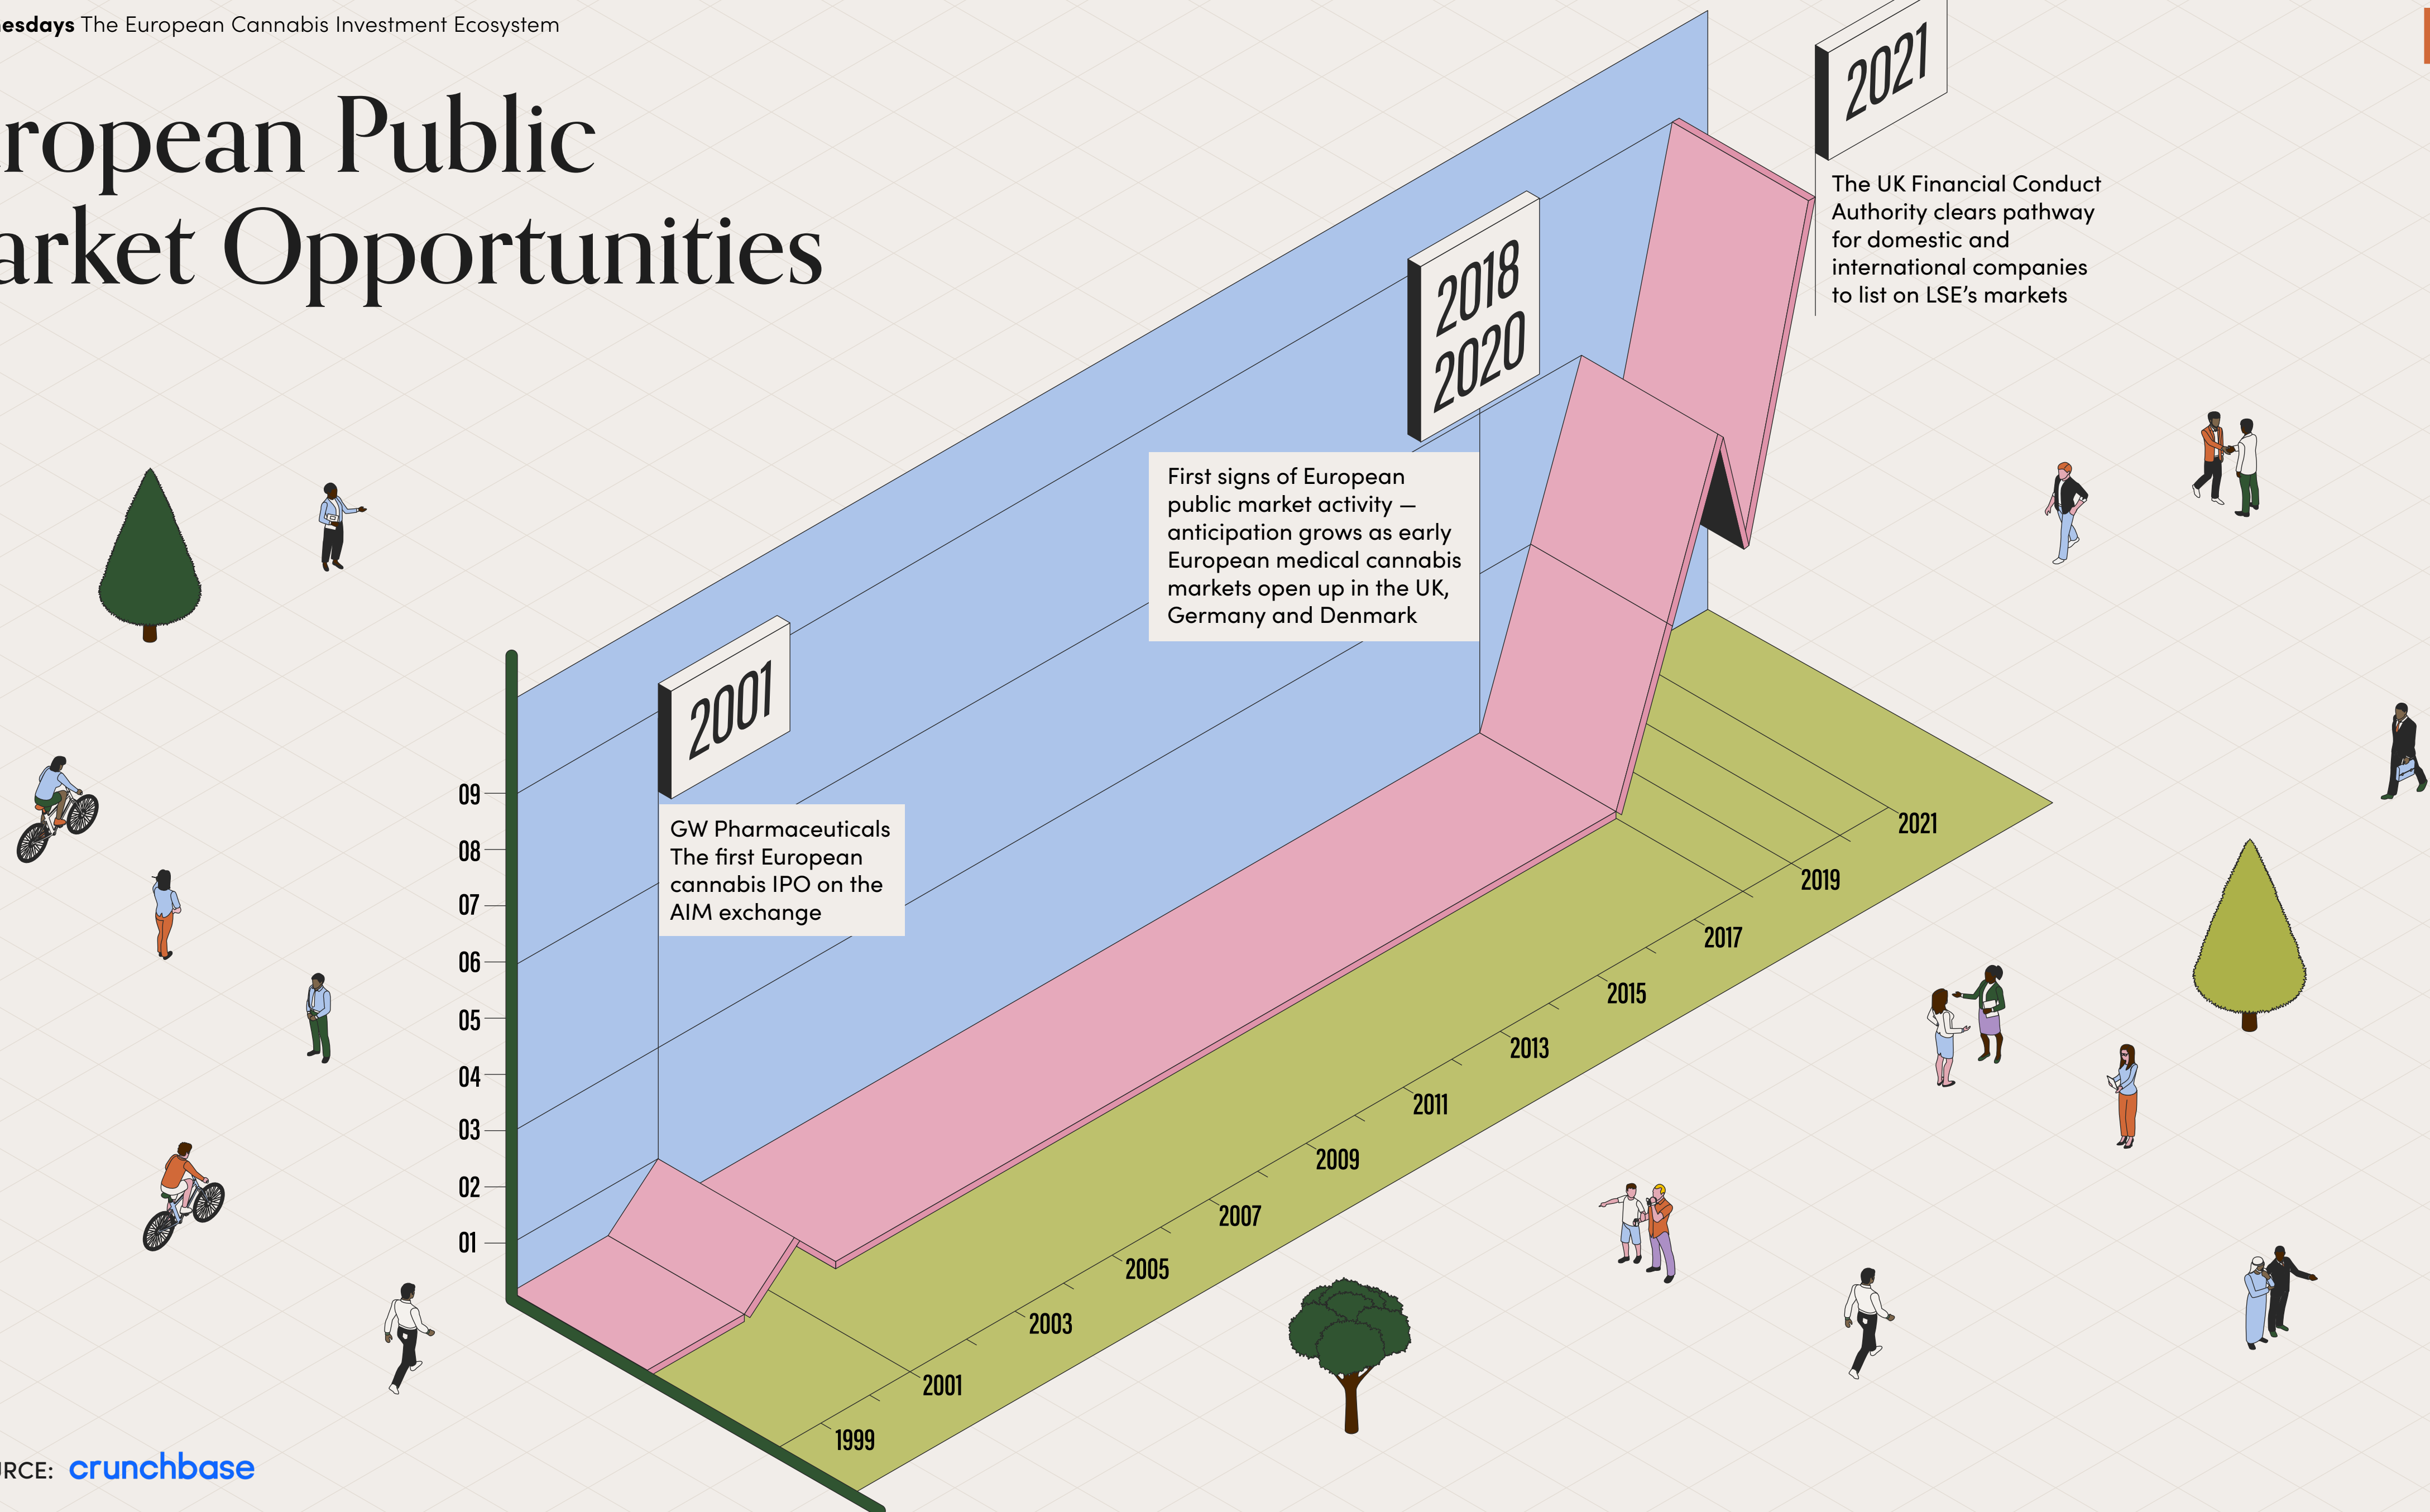 The European Cannabis Investment Ecosystem
Public
Opportunities
2021
The UK Financial Conduct
Authority clears pathway
for domestic and
international companies
to list on LSE’s markets
2018
2020
First signs of European
public market activity —
anticipation grows as early
European medical cannabis
markets open up in the UK,
Germany and Denmark
2001
GW Pharmaceuticals
The first European
cannabis IPO on the
AIM exchange
09
08
07
06
05
04
03
02
01
2021
2019
2017
2015
2013
2011
2009
2007
2005
2003
2001
1999
crunchbase